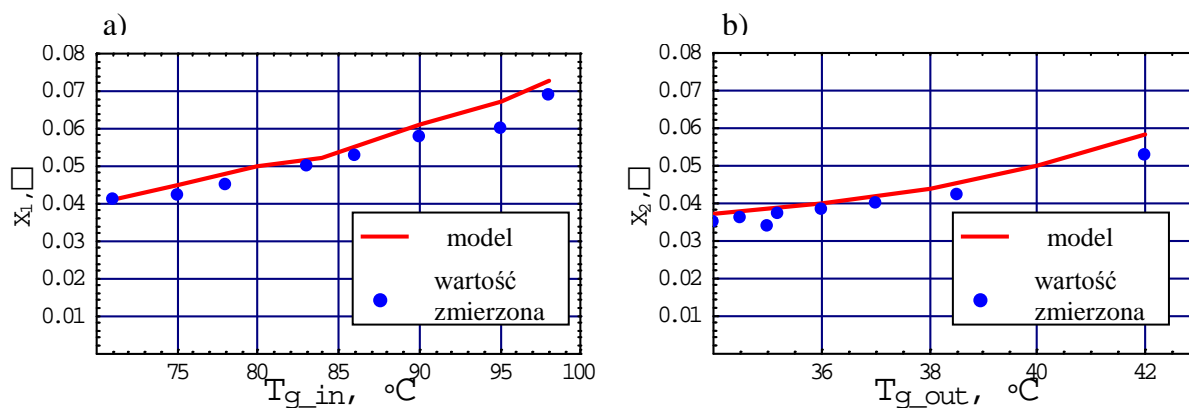 a)
0.08
0.07
0.06
0.05
0.04
0.03
0.02
0.01
x1,□
75 80 85 90 95 100
Tg_in, °C
model
wartość
zmierzona
b)
0.08
0.07
0.06
0.05
0.04
0.03
0.02
0.01
x2,□
36 38 40 42
Tg_out, °C
model
wartość
zmierzona